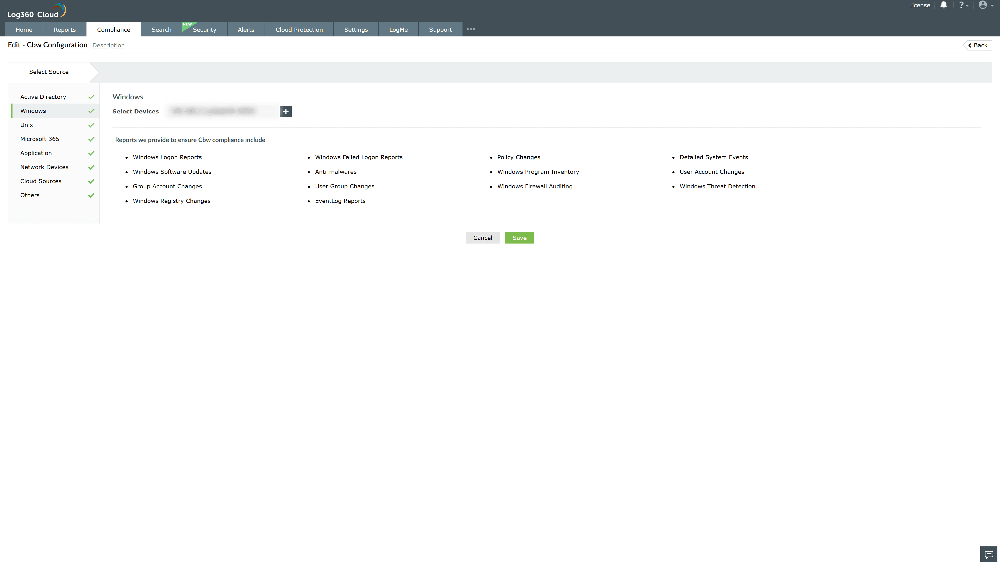 License
?
Log360 Cloud
Home Reports Compliance Search NEW Security Alerts Cloud Protection Settings LogMe Support
Edit - Cbw Configuration Description
Back
Select Source
Active Directory
Windows
Unix
Microsoft 365
Application
Network Devices
Cloud Sources
Others
Windows
Select Devices
+
Reports we provide to ensure Cbw compliance include
• Windows Logon Reports • Windows Failed Logon Reports • Policy Changes • Detailed System Events
• Windows Software Updates • Anti-malwares • Windows Program Inventory • User Account Changes
• Group Account Changes • User Group Changes • Windows Firewall Auditing • Windows Threat Detection
• Windows Registry Changes • EventLog Reports
Cancel Save